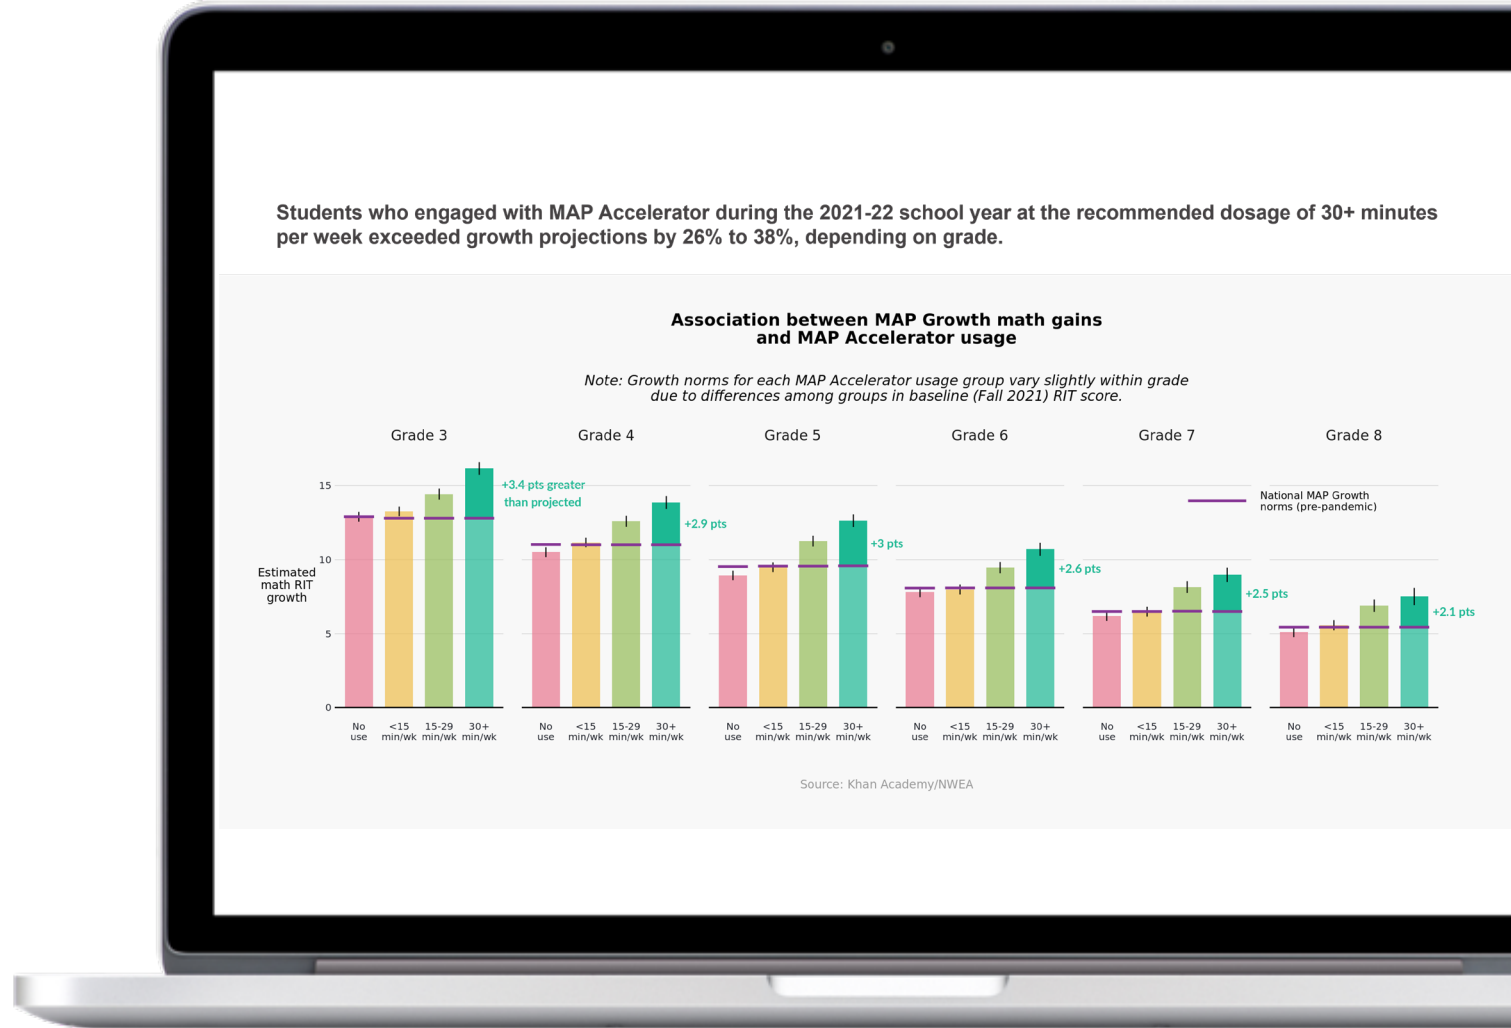 Students who engaged with MAP Accelerator during the 2021-22 school year at the recommended dosage of 30+ minutes
per week exceeded growth projections by 26% to 38%, depending on grade.
Association between MAP Growth math gains
and MAP Accelerator usage
Note: Growth norms for each MAP Accelerator usage group vary slightly within grade
due to differences among groups in baseline (Fall 2021) RIT score.
Grade 3 Grade 4 Grade 5 Grade 6 Grade 7 Grade 8
15
10
5
0
Estimated
math RIT
growth
+3.4 pts greater
than projected
+2.9 pts
+3 pts
+2.6 pts
+2.5 pts
+2.1 pts
National MAP Growth
norms (pre-pandemic)
No <15 15-29 30+ No <15 15-29 30+ No <15 15-29 30+ No <15 15-29 30+ No <15 15-29 30+ No <15 15-29 30+
use min/wk min/wk min/wk use min/wk min/wk min/wk use min/wk min/wk min/wk use min/wk min/wk min/wk use min/wk min/wk min/wk use min/wk min/wk min/wk
Source: Khan Academy/NWEA